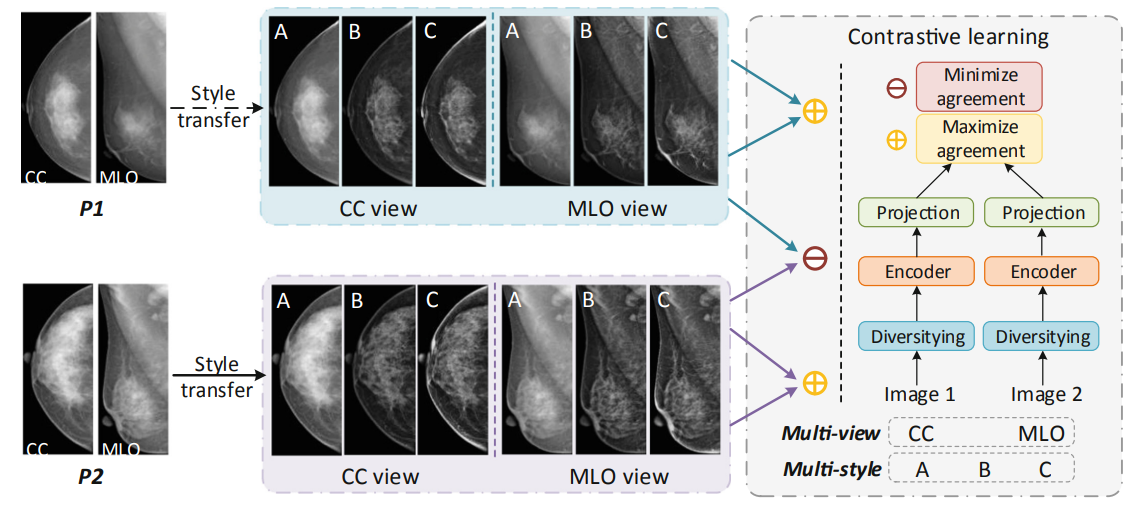 CC
MLO
P1
Style
transfer
A
B
C
A
B
C
CC view
MLO view
CC
MLO
P2
Style
transfer
A
B
C
A
B
C
CC view
MLO view
Contrastive learning
Minimize
agreement
Maximize
agreement
Projection
Projection
Encoder
Encoder
Diversitying
Diversitying
Image 1
Image 2
Multi-view CC MLO
Multi-style A B C